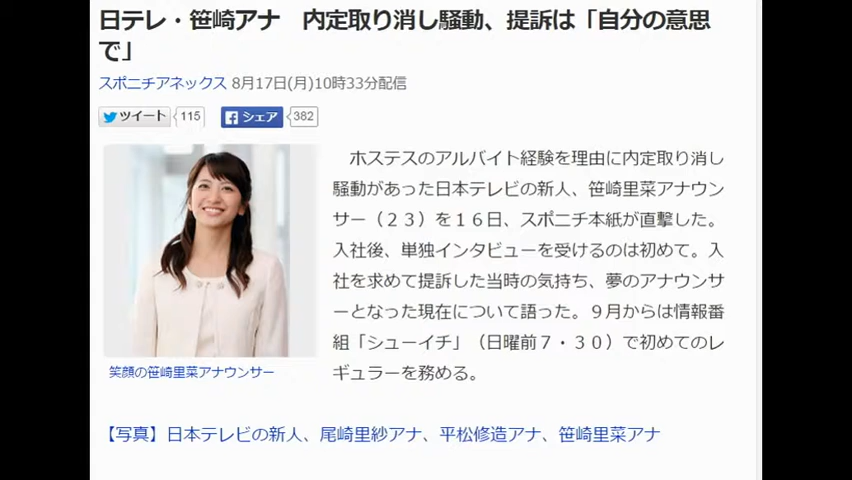 日テレ・笹崎アナ　内定取り消し騒動、提訴は「自分の意思
で」
スポニチアネックス 8月17日(月)10時33分配信
ツイート 115 シェア 382
ホステスのアルバイト経験を理由に内定取り消し
騒動があった日本テレビの新人、笹崎里菜アナウン
サー（２３）を１６日、スポニチ本紙が直撃した。
入社後、単独インタビューを受けるのは初めて。入
社を求めて提訴した当時の気持ち、夢のアナウンサ
ーとなった現在について語った。９月からは情報番
組「シューイチ」（日曜前７・３０）で初めてのレ
ギュラーを務める。
笑顔の笹崎里菜アナウンサー
【写真】日本テレビの新人、尾崎里紗アナ、平松修造アナ、笹崎里菜アナ